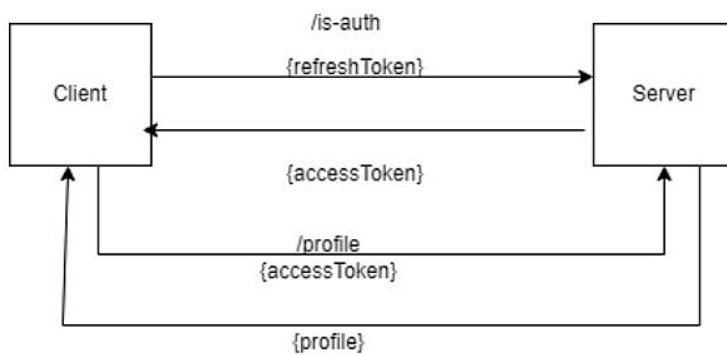 /is-auth
{refreshToken}
Client
Server
{accessToken}
/profile
{accessToken}
{profile}